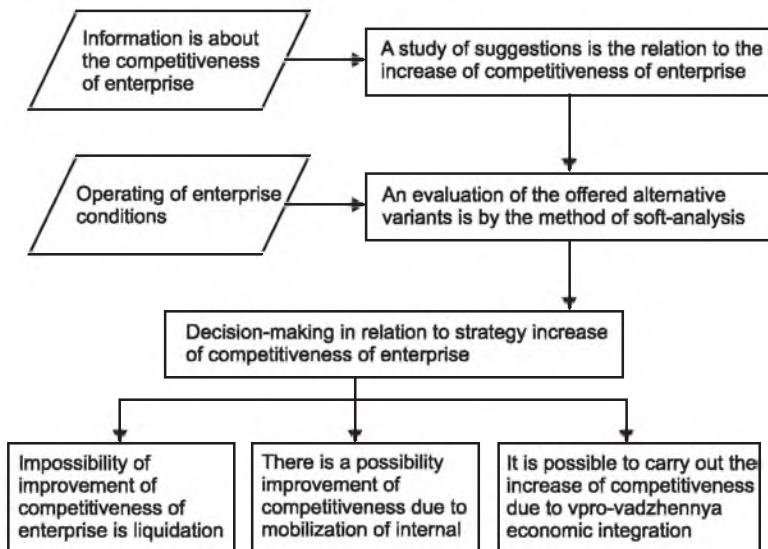 Information is about
the competitiveness
of enterprise
A study of suggestions is the relation to the
increase of competitiveness of enterprise
Operating of enterprise
conditions
An evaluation of the offered alternative
variants is by the method of soft-analysis
Decision-making in relation to strategy increase
of competitiveness of enterprise
Impossibility of
improvement of
competitiveness of
enterprise is liquidation
There is a possibility
improvement of
competitiveness due to
mobilization of internal
It is possible to carry out the
increase of competitiveness
due to vpro-vadzhennya
economic integration